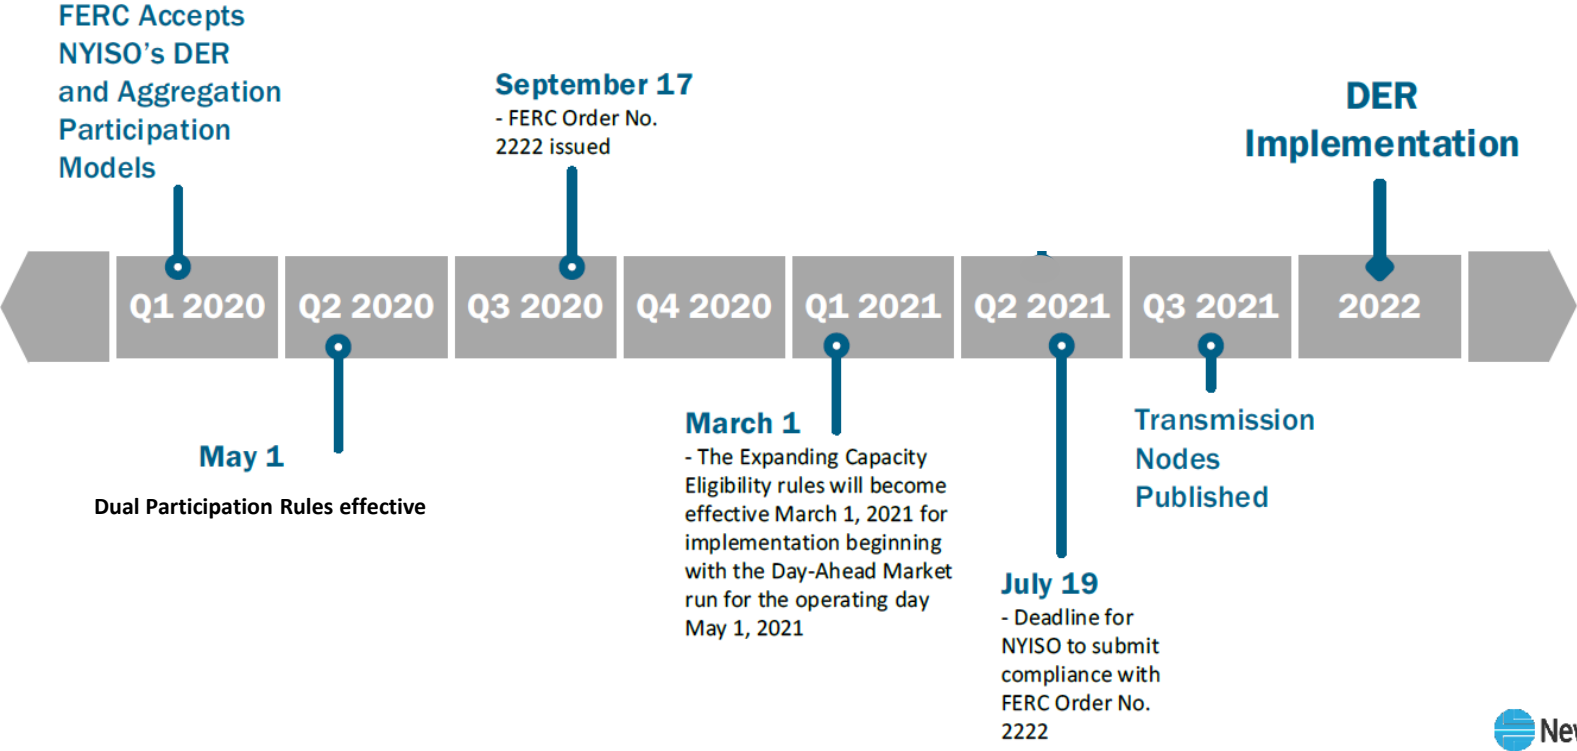 FERC Accepts
NYISO's DER
and Aggregation
Participation
Models
September 17
- FERC Order No.
2222 issued
DER
Implementation
Q1 2020
Q2 2020
Q3 2020
Q4 2020
Q1 2021
Q2 2021
Q3 2021
2022
May 1
Dual Participation Rules effective
March 1
- The Expanding Capacity
Eligibility rules will become
effective March 1, 2021 for
implementation beginning
with the Day-Ahead Market
run for the operating day
May 1, 2021
July 19
- Deadline for
NYISO to submit
compliance with
FERC Order No.
2222
Transmission
Nodes
Published